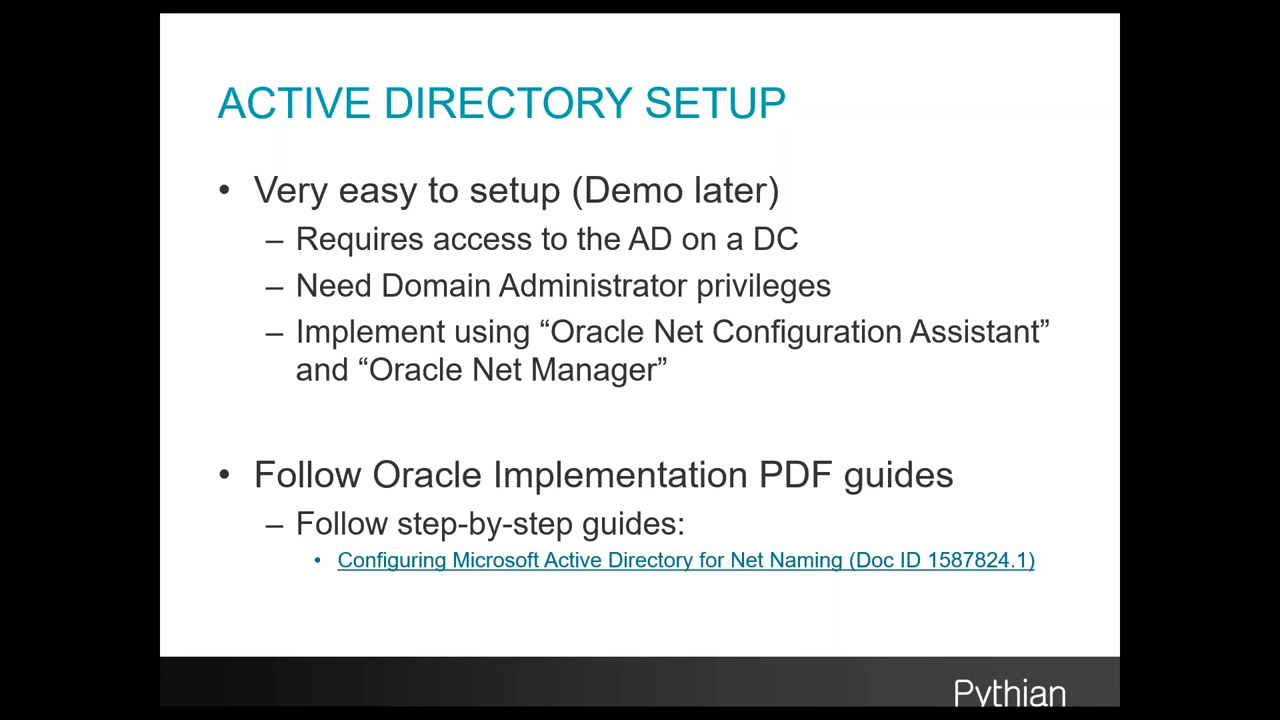 ACTIVE DIRECTORY SETUP
• Very easy to setup (Demo later)
– Requires access to the AD on a DC
– Need Domain Administrator privileges
– Implement using “Oracle Net Configuration Assistant”
and “Oracle Net Manager”
• Follow Oracle Implementation PDF guides
– Follow step-by-step guides:
• Configuring Microsoft Active Directory for Net Naming (Doc ID 1587824.1)
Pythian